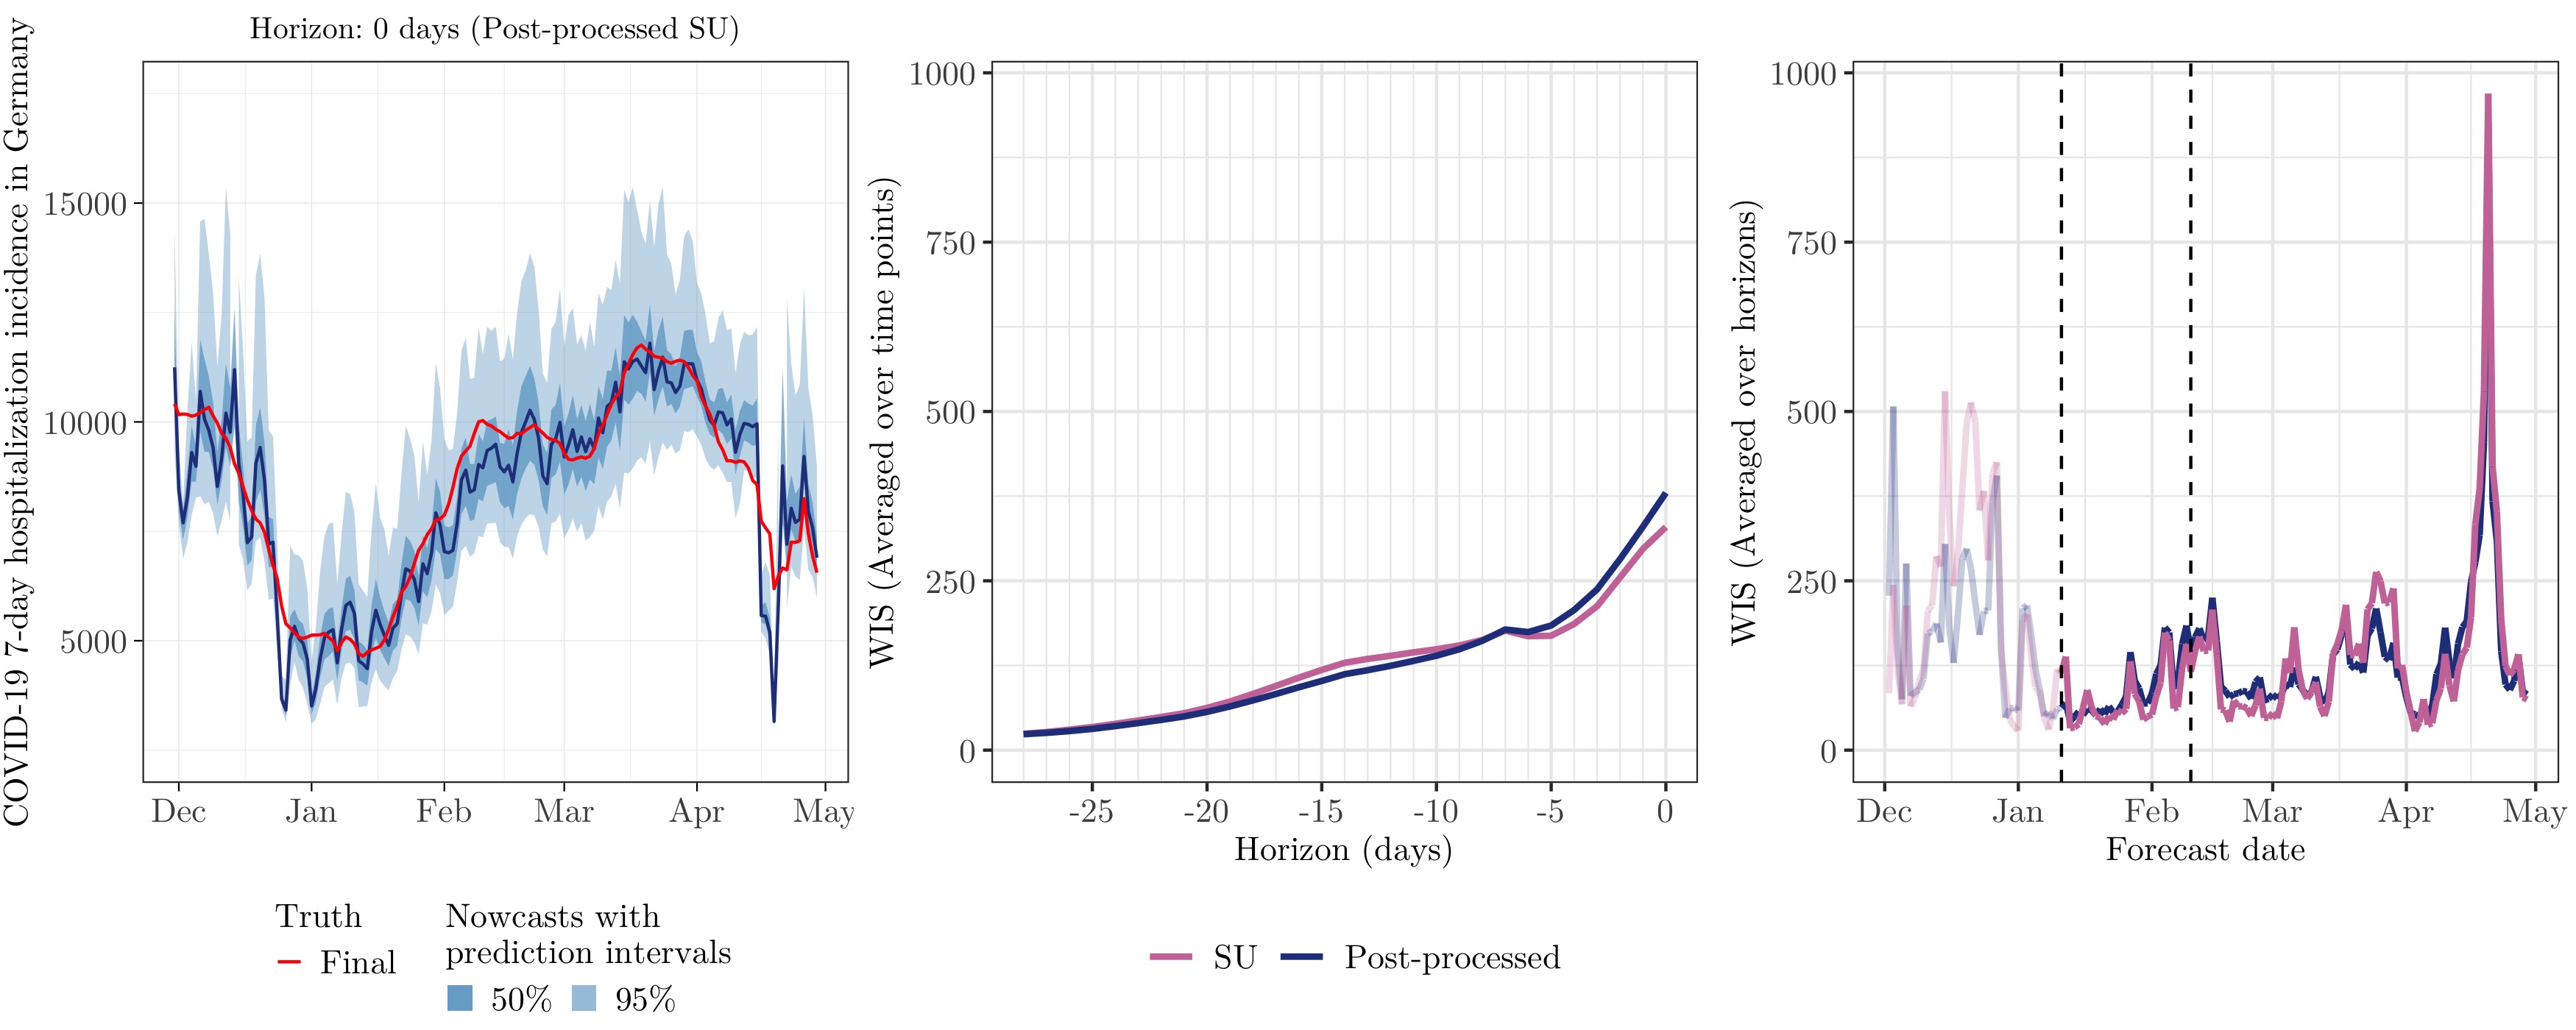 Horizon: 0 days (Post-processed SU)
COVID-19 7-day hospitalization incidence in Germany
15000
10000
5000
Dec Jan Feb Mar Apr May
Truth
Final
Nowcasts with
prediction intervals
50% 95%
WIS (Averaged over time points)
1000
750
500
250
0
-25 -20 -15 -10 -5 0
Horizon (days)
SU Post-processed
WIS (Averaged over horizons)
1000
750
500
250
0
Dec Jan Feb Mar Apr May
Forecast date